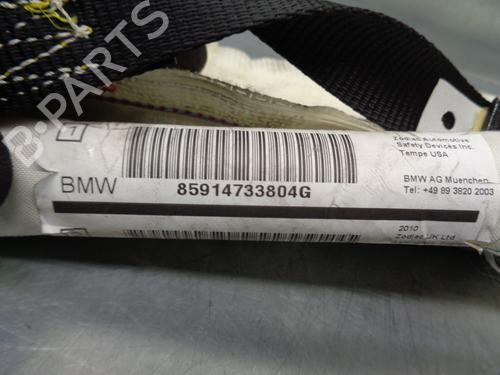 B-PARTS
Zodiac Automotive
Safety Devices Inc.
Tempe USA
BMW
85914733804G
BMW AG Muenchen
Tel: +49 89 3820 2003
2010
Zodiac UK Ltd